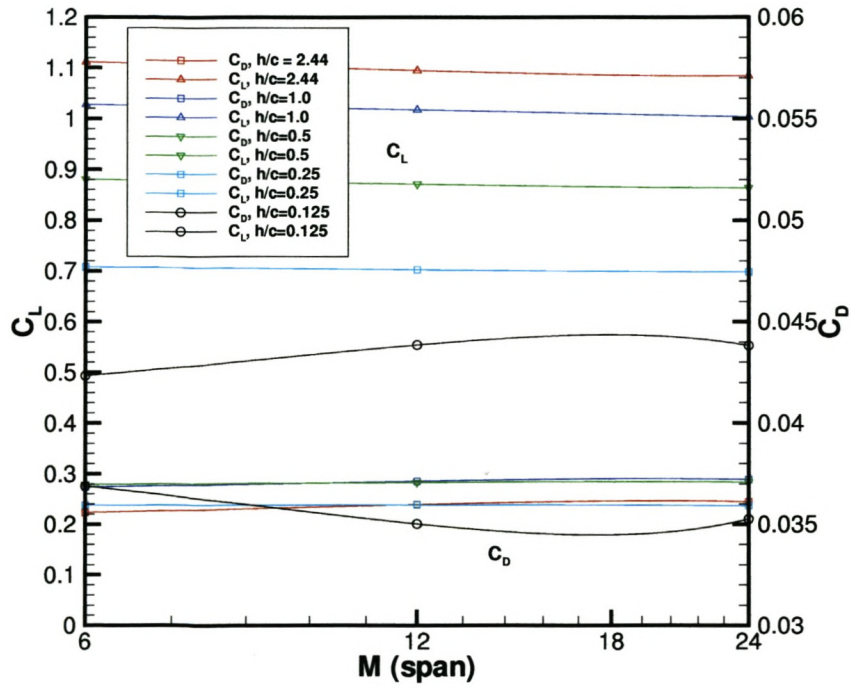 1.2
1.1
1
0.9
0.8
0.7
0.6
0.5
0.4
0.3
0.2
0.1
0
C_L
C_D, h/c = 2.44
C_L, h/c=2.44
C_D, h/c=1.0
C_L, h/c=1.0
C_D, h/c=0.5
C_L, h/c=0.5
C_D, h/c=0.25
C_L, h/c=0.25
C_D, h/c=0.125
C_L, h/c=0.125
C_L
C_D
0.06
0.055
0.05
0.045
0.04
0.035
0.03
C_D
6
12
18
24
M (span)